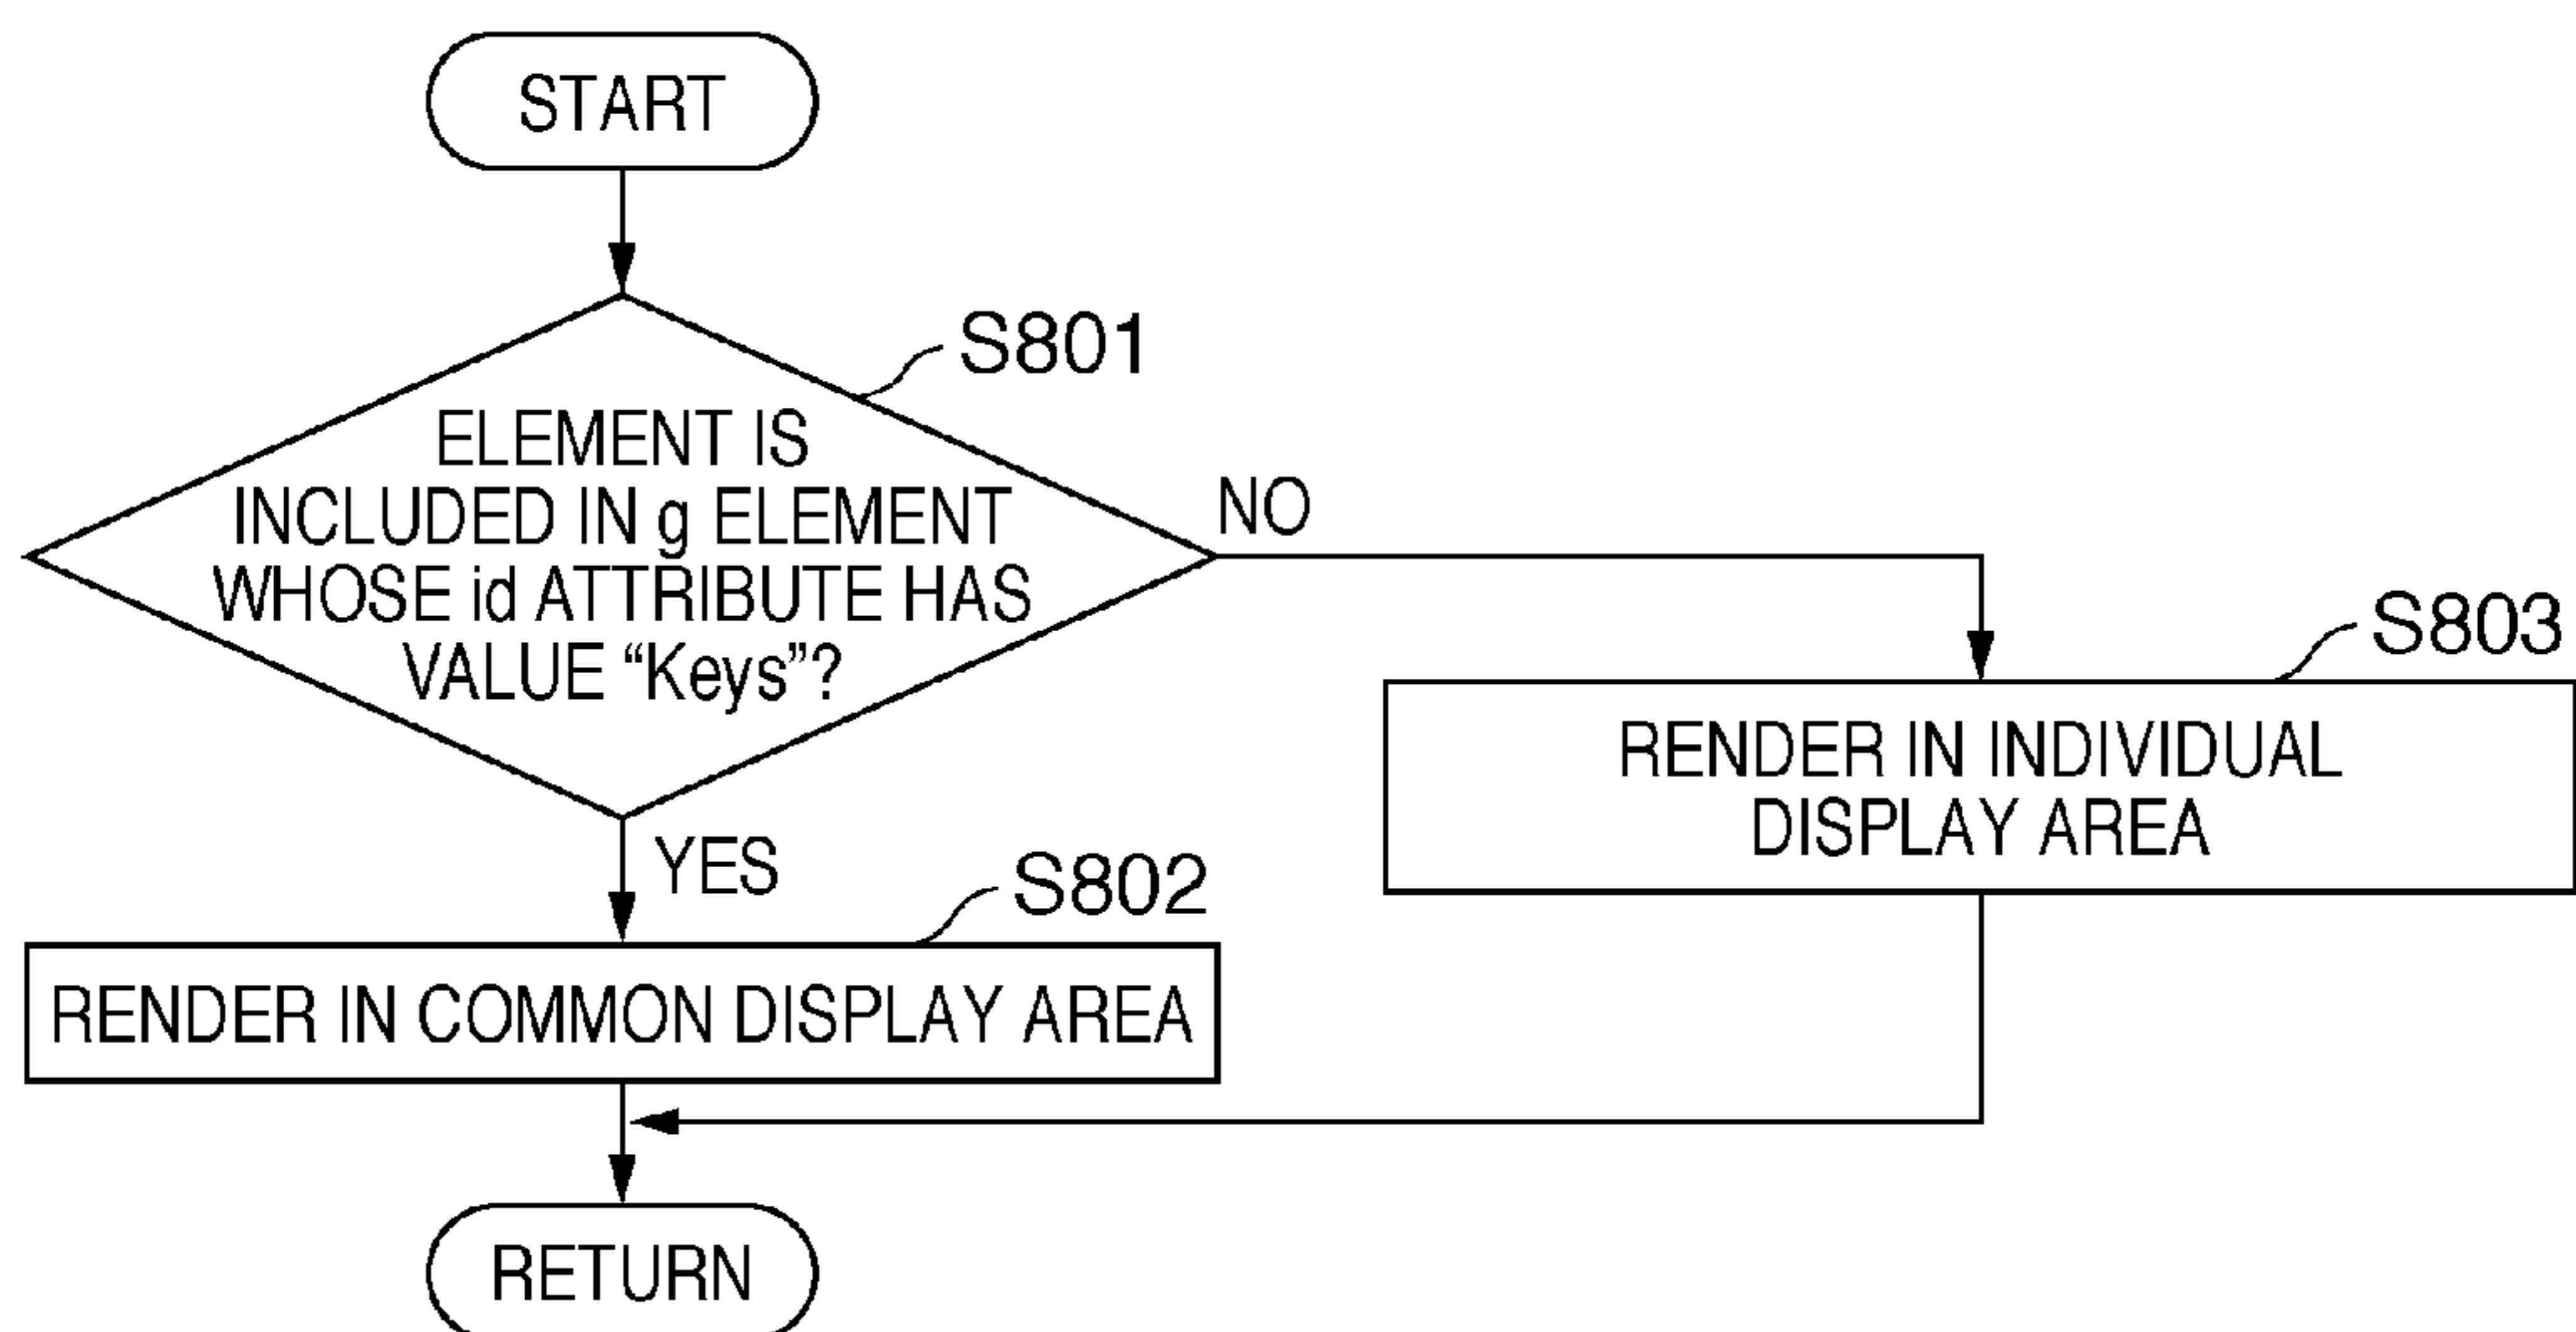 START
S801
ELEMENT IS
INCLUDED IN g ELEMENT
WHOSE id ATTRIBUTE HAS
VALUE “Keys”?
NO
S803
RENDER IN INDIVIDUAL
DISPLAY AREA
YES
S802
RENDER IN COMMON DISPLAY AREA
RETURN